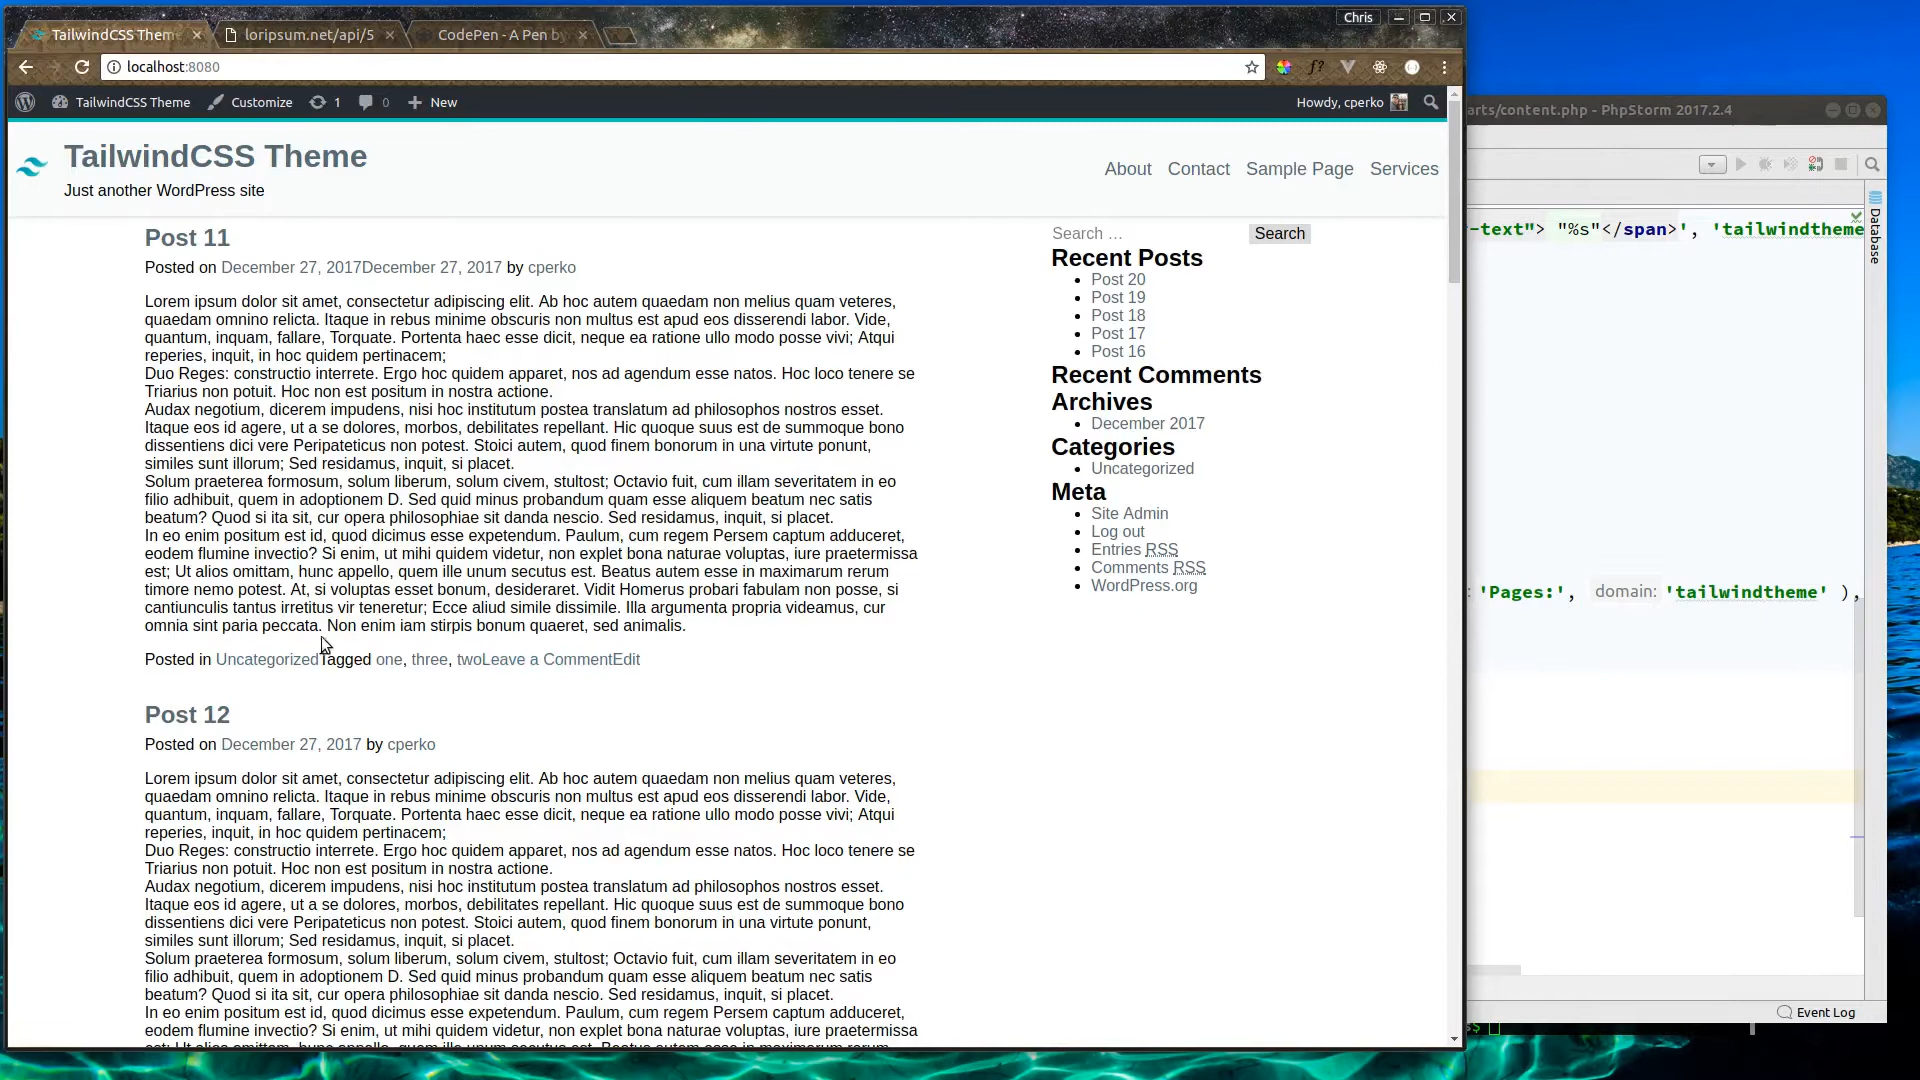 Chris
TailwindCSS Them
loripsum.net/api/5
CodePen - A Pen by
localhost:8080
f?
TailwindCSS Theme
Customize
1
0
New
Howdy, cperko
TailwindCSS Theme
Just another WordPress site
About
Contact
Sample Page
Services
Post 11
Posted on December 27, 2017December 27, 2017 by cperko
Lorem ipsum dolor sit amet, consectetur adipiscing elit. Ab hoc autem quaedam non melius quam veteres,
quaedam omnino relicta. Itaque in rebus minime obscuris non multus est apud eos disserendi labor. Vide,
quantum, inquam, fallare, Torquate. Portenta haec esse dicit, neque ea ratione ullo modo posse vivi; Atqui
reperies, inquit, in hoc quidem pertinacem;
Duo Reges: constructio interrete. Ergo hoc quidem apparet, nos ad agendum esse natos. Hoc loco tenere se
Triarius non potuit. Hoc non est positum in nostra actione.
Audax negotium, dicerem impudens, nisi hoc institutum postea translatum ad philosophos nostros esset.
Itaque eos id agere, ut a se dolores, morbos, debilitates repellant. Hic quoque suus est de summoque bono
dissentiens dici vere Peripateticus non potest. Stoici autem, quod finem bonorum in una virtute ponunt,
similes sunt illorum; Sed residamus, inquit, si placet.
Solum praeterea formosum, solum liberum, solum civem, stultost; Octavio fuit, cum illam severitatem in eo
filio adhibuit, quem in adoptionem D. Sed quid minus probandum quam esse aliquem beatum nec satis
beatum? Quod si ita sit, cur opera philosophiae sit danda nescio. Sed residamus, inquit, si placet.
In eo enim positum est id, quod dicimus esse expetendum. Paulum, cum regem Persem captum adduceret,
eodem flumine invectio? Si enim, ut mihi quidem videtur, non explet bona naturae voluptas, iure praetermissa
est; Ut alios omittam, hunc appello, quem ille unum secutus est. Beatus autem esse in maximarum rerum
timore nemo potest. At, si voluptas esset bonum, desideraret. Vidit Homerus probari fabulam non posse, si
cantiunculis tantus irretitus vir teneretur; Ecce aliud simile dissimile. Illa argumenta propria videamus, cur
omnia sint paria peccata. Non enim iam stirpis bonum quaeret, sed animalis.
Posted in UncategorizedTagged one, three, twoLeave a CommentEdit
Post 12
Posted on December 27, 2017 by cperko
Lorem ipsum dolor sit amet, consectetur adipiscing elit. Ab hoc autem quaedam non melius quam veteres,
quaedam omnino relicta. Itaque in rebus minime obscuris non multus est apud eos disserendi labor. Vide,
quantum, inquam, fallare, Torquate. Portenta haec esse dicit, neque ea ratione ullo modo posse vivi; Atqui
reperies, inquit, in hoc quidem pertinacem;
Duo Reges: constructio interrete. Ergo hoc quidem apparet, nos ad agendum esse natos. Hoc loco tenere se
Triarius non potuit. Hoc non est positum in nostra actione.
Audax negotium, dicerem impudens, nisi hoc institutum postea translatum ad philosophos nostros esset.
Itaque eos id agere, ut a se dolores, morbos, debilitates repellant. Hic quoque suus est de summoque bono
dissentiens dici vere Peripateticus non potest. Stoici autem, quod finem bonorum in una virtute ponunt,
similes sunt illorum; Sed residamus, inquit, si placet.
Solum praeterea formosum, solum liberum, solum civem, stultost; Octavio fuit, cum illam severitatem in eo
filio adhibuit, quem in adoptionem D. Sed quid minus probandum quam esse aliquem beatum nec satis
beatum? Quod si ita sit, cur opera philosophiae sit danda nescio. Sed residamus, inquit, si placet.
In eo enim positum est id, quod dicimus esse expetendum. Paulum, cum regem Persem captum adduceret,
eodem flumine invectio? Si enim, ut mihi quidem videtur, non explet bona naturae voluptas, iure praetermissa
Search …
Search
Recent Posts
Post 20
Post 19
Post 18
Post 17
Post 16
Recent Comments
Archives
December 2017
Categories
Uncategorized
Meta
Site Admin
Log out
Entries RSS
Comments RSS
WordPress.org
arts/content.php - PhpStorm 2017.2.4
-text"> "%s"</span>', 'tailwindtheme
Database
: 'Pages:', domain: 'tailwindtheme' ),
Event Log
$